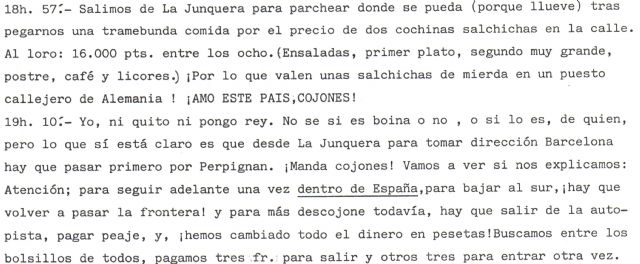 18h. 57:- Salimos de La Junquera para parchear donde se pueda (porque llueve) tras
pegarnos una tramebunda comida por el precio de dos cochinas salchichas en la calle.
Al loro: 16.000 pts. entre los ocho.(Ensaladas, primer plato, segundo muy grande,
postre, café y licores.) ¡Por lo que valen unas salchichas de mierda en un puesto
callejero de Alemania ! ¡AMO ESTE PAIS,COJONES!
19h. 10:- Yo, ni quito ni pongo rey. No se si es boina o no , o si lo es, de quien,
pero lo que sí está claro es que desde La Junquera para tomar dirección Barcelona
hay que pasar primero por Perpignan. ¡Manda cojones! Vamos a ver si nos explicamos:
Atención; para seguir adelante una vez dentro de España,para bajar al sur,¡hay que
volver a pasar la frontera! y para más descojone todavía, hay que salir de la auto-
pista, pagar peaje, y, ¡hemos cambiado todo el dinero en pesetas!Buscamos entre los
bolsillos de todos, pagamos tres fr. para salir y otros tres para entrar otra vez.